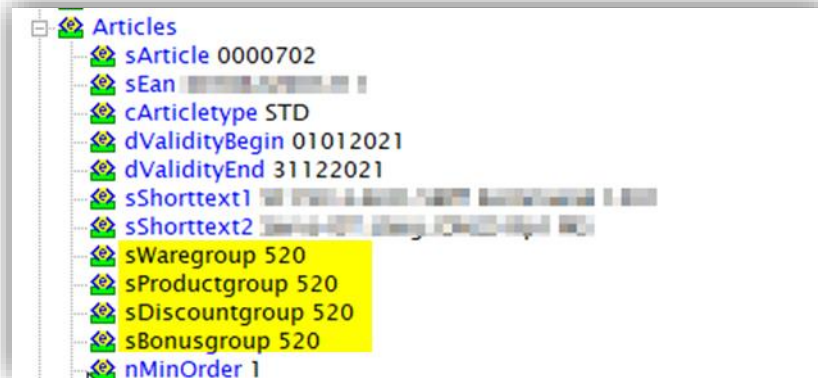 Articles
sArticle 0000702
sEan
cArticletype STD
dValidityBegin 01012021
dValidityEnd 31122021
sShorttext1
sShorttext2
sWaregroup 520
sProductgroup 520
sDiscountgroup 520
sBonusgroup 520
nMinOrder 1